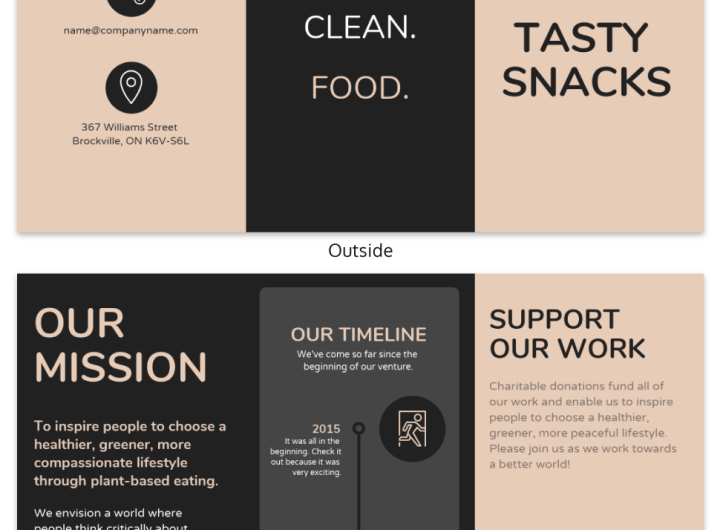 name@companyname.com
367 Williams Street
Brockville, ON K6V-S6L
CLEAN.
FOOD.
TASTY
SNACKS
Outside
OUR
MISSION
To inspire people to choose a
healthier, greener, more
compassionate lifestyle
through plant-based eating.
We envision a world where
people think critically about
OUR TIMELINE
We've come so far since the
beginning of our venture.
2015
It was all in the
beginning. Check it
out because it was
very exciting.
SUPPORT
OUR WORK
Charitable donations fund all of
our work and enable us to inspire
people to choose a healthier,
greener, more peaceful lifestyle.
Please join us as we work towards
a better world!